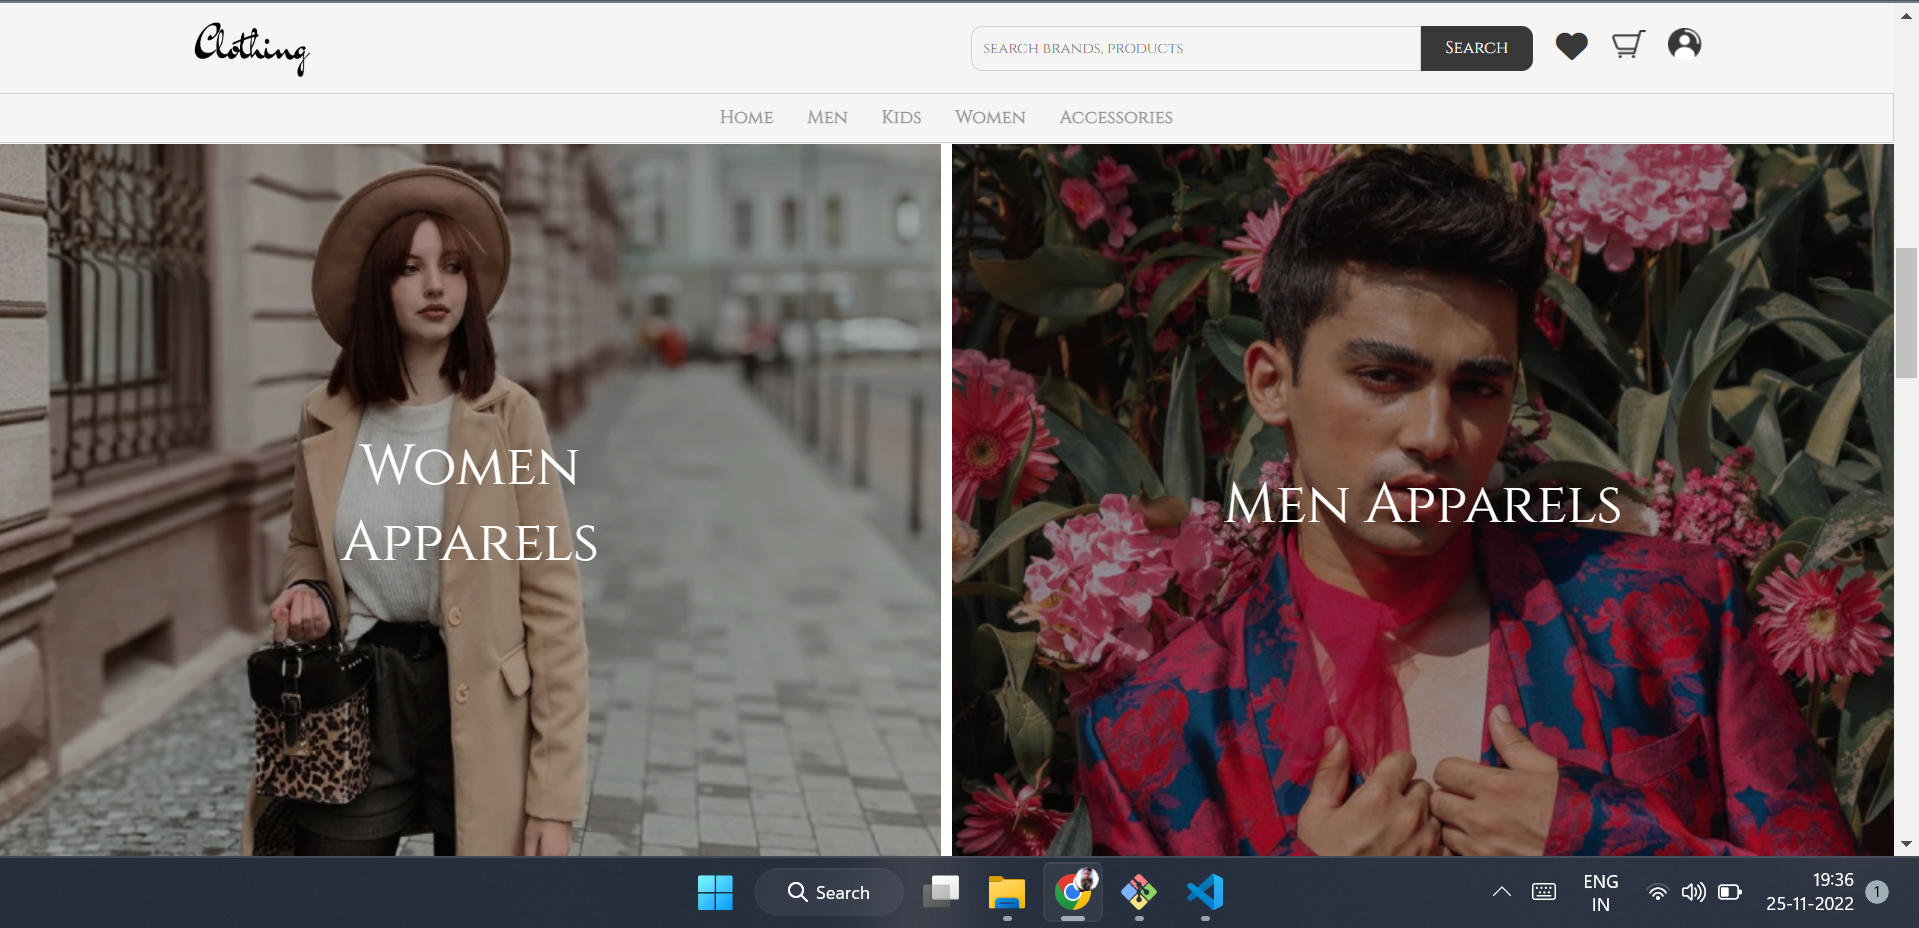 Clothing
Search brands, products
Search
Home Men Kids Women Accessories
Women
Apparels
Men Apparels
Search
ENG
IN
19:36
25-11-2022
1